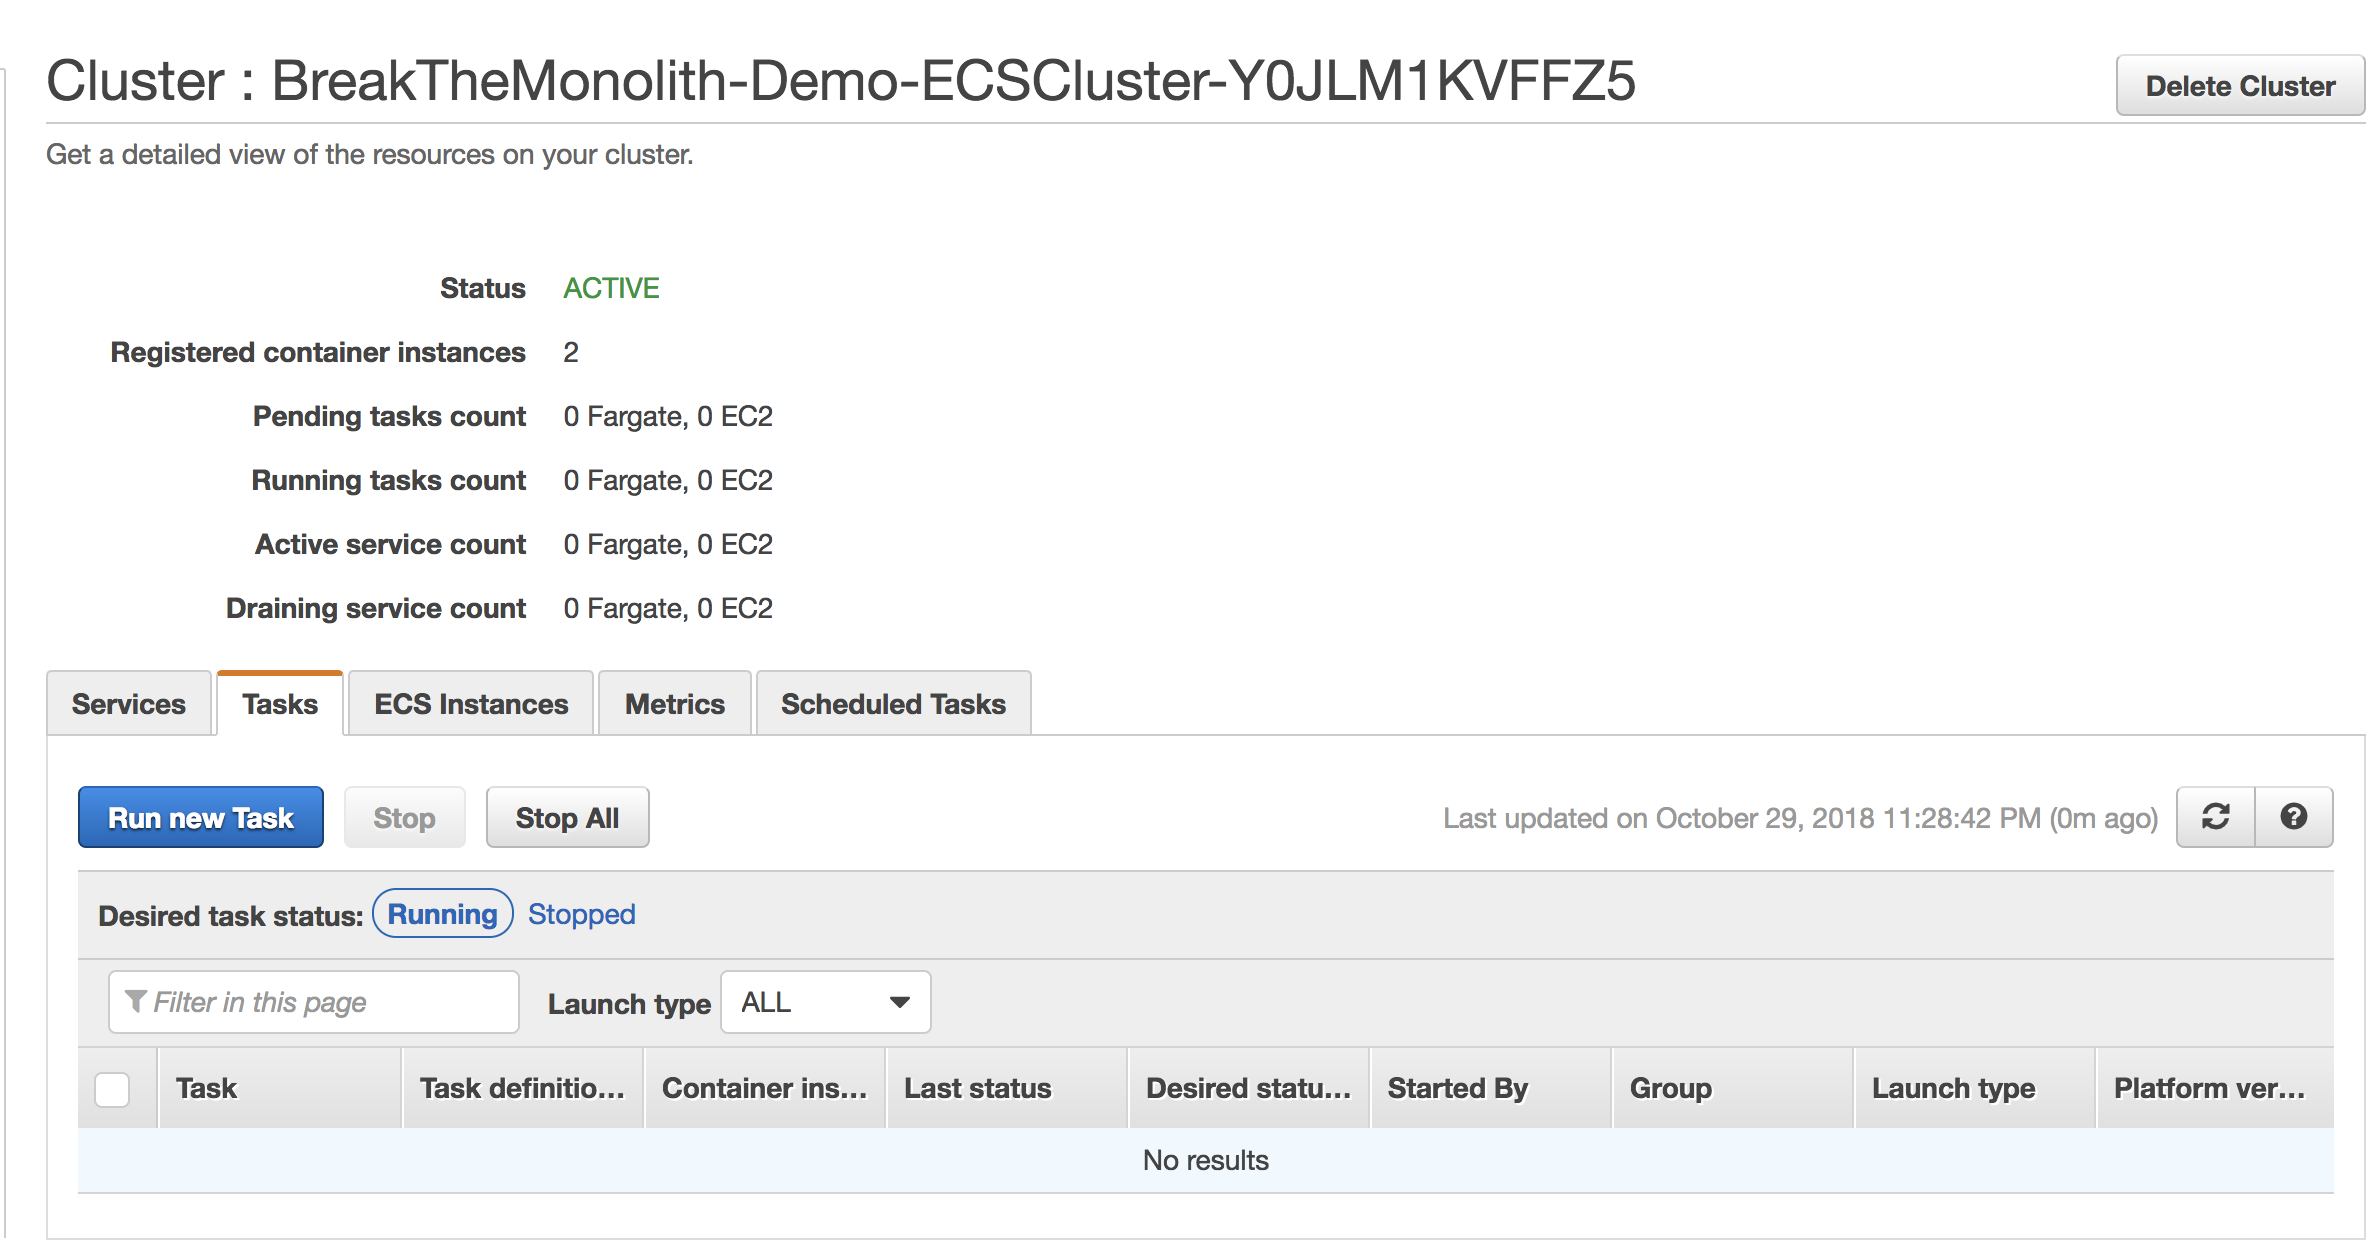 Cluster : BreakTheMonolith-Demo-ECSCluster-Y0JLM1KVFFZ5
Delete Cluster
Get a detailed view of the resources on your cluster.
Status ACTIVE
Registered container instances 2
Pending tasks count 0 Fargate, 0 EC2
Running tasks count 0 Fargate, 0 EC2
Active service count 0 Fargate, 0 EC2
Draining service count 0 Fargate, 0 EC2
Services Tasks ECS Instances Metrics Scheduled Tasks
Run new Task Stop Stop All Last updated on October 29, 2018 11:28:42 PM (0m ago)
Desired task status: Running Stopped
Filter in this page Launch type ALL
Task Task definitio... Container ins... Last status Desired statu... Started By Group Launch type Platform ver...
No results